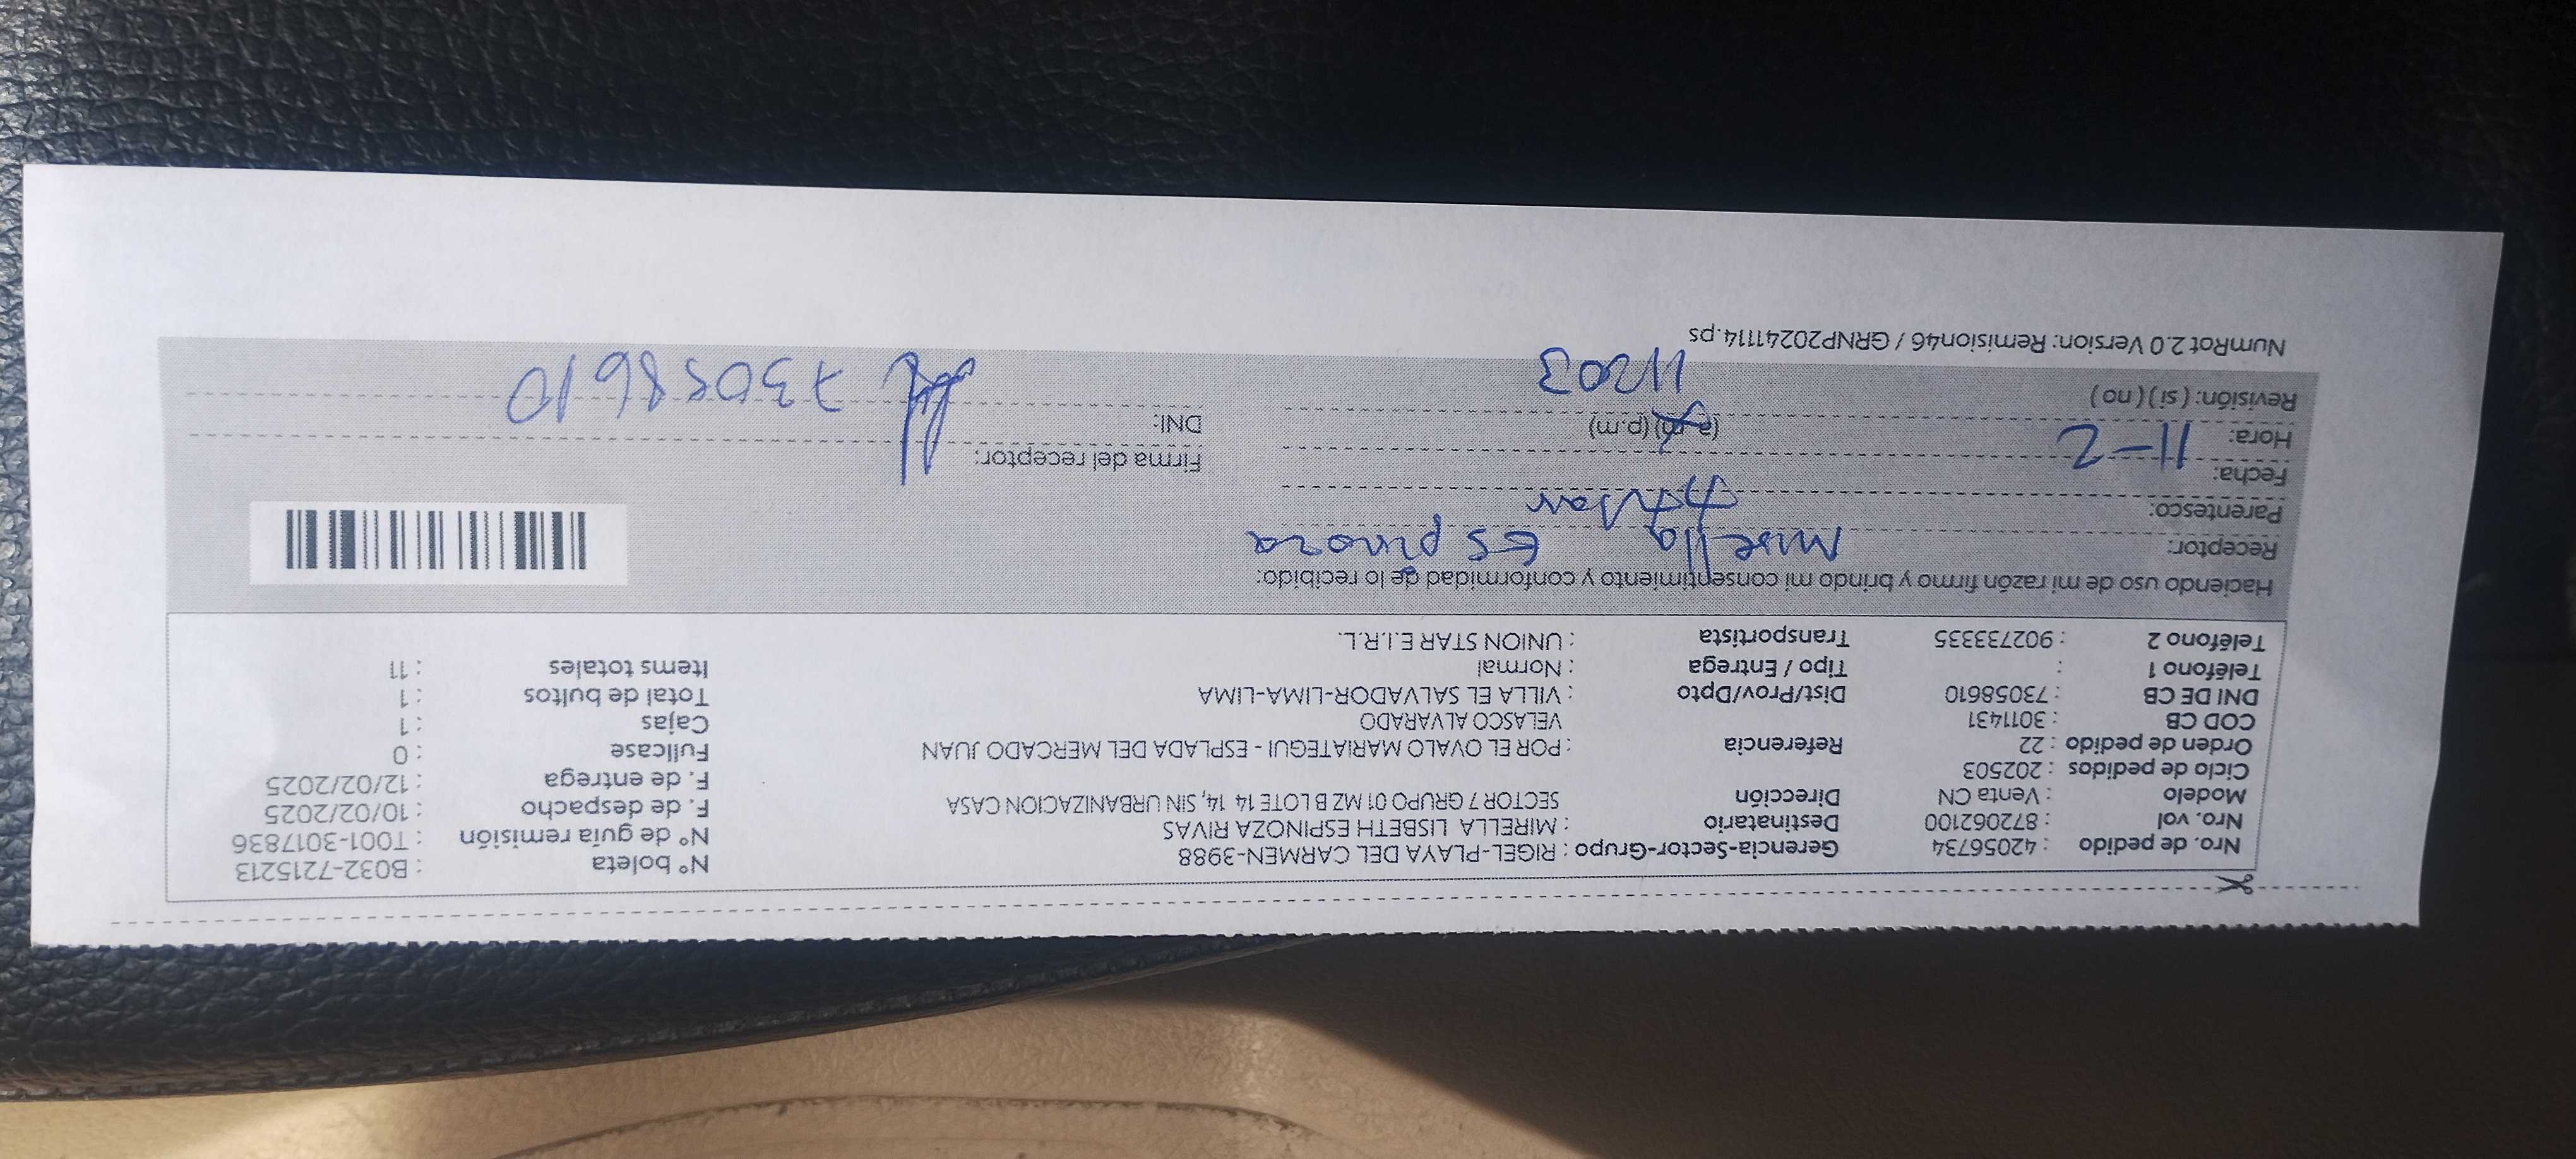 Nro. de pedido : 42056734 Gerencia-Sector-Grupo : RIGEL-PLAYA DEL CARMEN-3988 N° boleta : B032-7215213
Nro. vol : 872062100 Destinatario : MIRELLA LISBETH ESPINOZA RIVAS N° de guía remisión : T001-3017836
Modelo : Venta CN Dirección SECTOR 7 GRUPO 01 MZ B LOTE 14 14, SIN URBANIZACION CASA F. de despacho : 10/02/2025
Ciclo de pedidos : 202503 F. de entrega : 12/02/2025
Orden de pedido : 22 Referencia : POR EL OVALO MARIATEGUI - ESPLADA DEL MERCADO JUAN Fullcase : 0
COD CB : 3011431 VELASCO ALVARADO Cajas : 1
DNI DE CB : 73058610 Dist/Prov/Dpto : VILLA EL SALVADOR-LIMA-LIMA Total de bultos : 1
Teléfono 1 : Tipo / Entrega : Normal Items totales : 11
Teléfono 2 : 902733335 Transportista : UNION STAR E.I.R.L.
Haciendo uso de mi razón firmo y brindo mi consentimiento y conformidad de lo recibido:
Receptor: Mirella Espinoza
Parentesco:
Fecha: 11-2 Firma del receptor:
Hora: (a.m) (p.m) DNI: 73058610
Revisión: ( si ) ( no ) 11203
NumRot 2.0 Version: Remision46 / GRNP20241114.ps